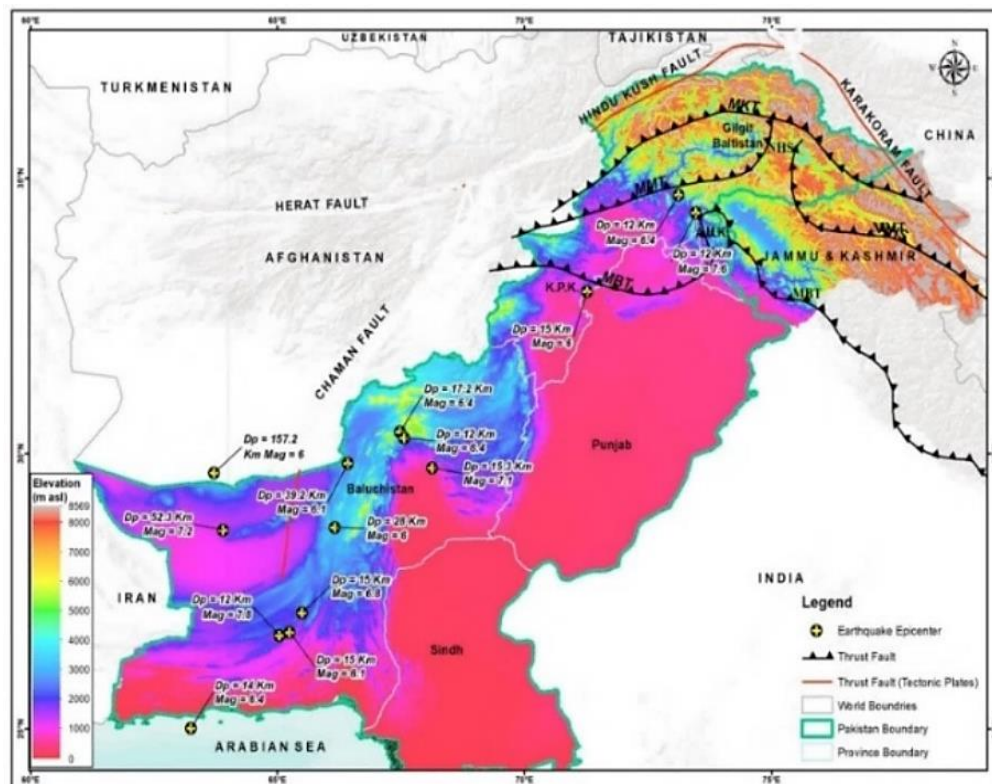 UZBEKISTAN
TAJIKISTAN
TURKMENISTAN
HINDU KUSH FAULT
KARAKORAM FAULT
CHINA
MKT
Gilgit
Baltistan
NHS
HERAT FAULT
MMT
AFGHANISTAN
Dp = 12 Km
Mag = 6.4
Dp = 12 Km
Mag = 7.6
MMT
JAMMU & KASHMIR
K.P.K.
MBT
MBT
Dp = 15 Km
Mag = 6
CHAMAN FAULT
Dp = 17.2 Km
Mag = 6.4
Dp = 12 Km
Mag = 6.4
Dp = 157.2
Km Mag = 6
Punjab
Dp = 15.3 Km
Mag = 7.1
Dp = 39.2 Km
Mag = 6.1
Baluchistan
Dp = 52.3 Km
Mag = 7.2
Dp = 28 Km
Mag = 6
Elevation
(m asl)
8569
8000
7000
6000
5000
4000
3000
2000
1000
0
IRAN
INDIA
Dp = 15 Km
Mag = 6.8
Dp = 12 Km
Mag = 7.8
Dp = 15 Km
Mag = 6.1
Sindh
Dp = 14 Km
Mag = 6.4
ARABIAN SEA
Legend
Earthquake Epicenter
Thrust Fault
Thrust Fault (Tectonic Plates)
World Boundries
Pakistan Boundary
Province Boundary